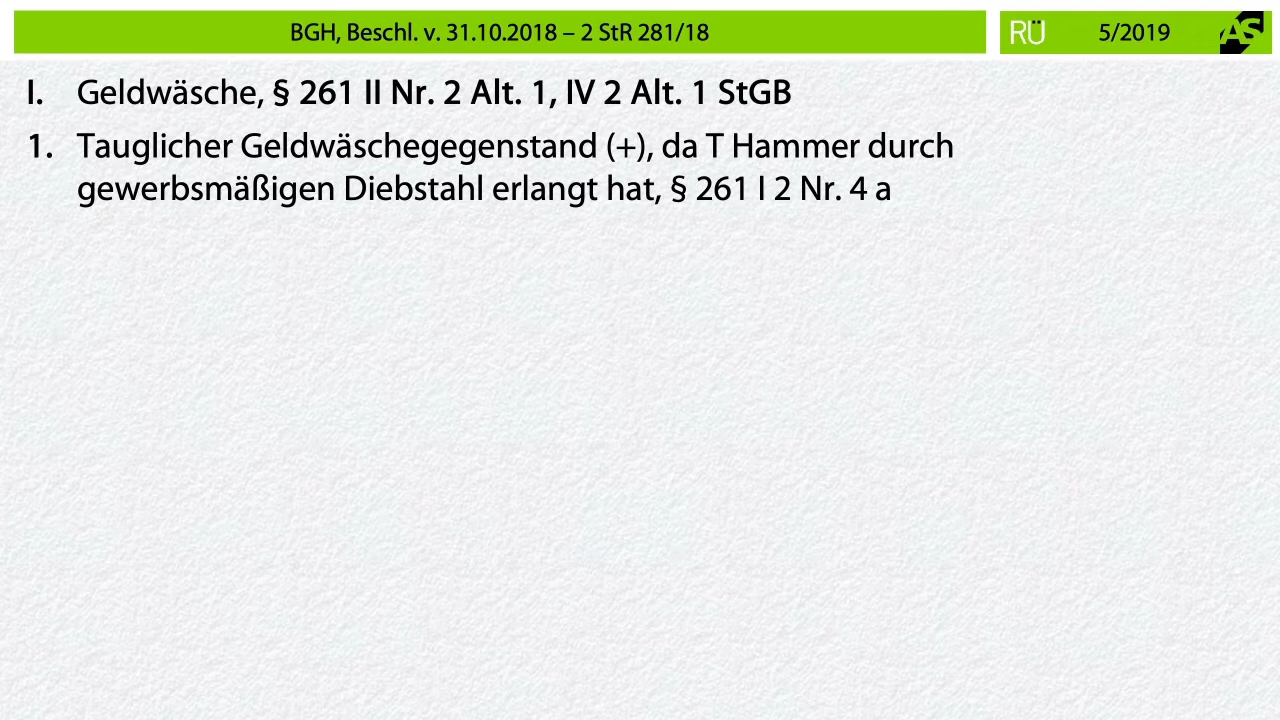 BGH, Beschl. v. 31.10.2018 – 2 StR 281/18
RÜ 5/2019 AS
I. Geldwäsche, § 261 II Nr. 2 Alt. 1, IV 2 Alt. 1 StGB
1. Tauglicher Geldwäschegegenstand (+), da T Hammer durch
gewerbsmäßigen Diebstahl erlangt hat, § 261 I 2 Nr. 4 a